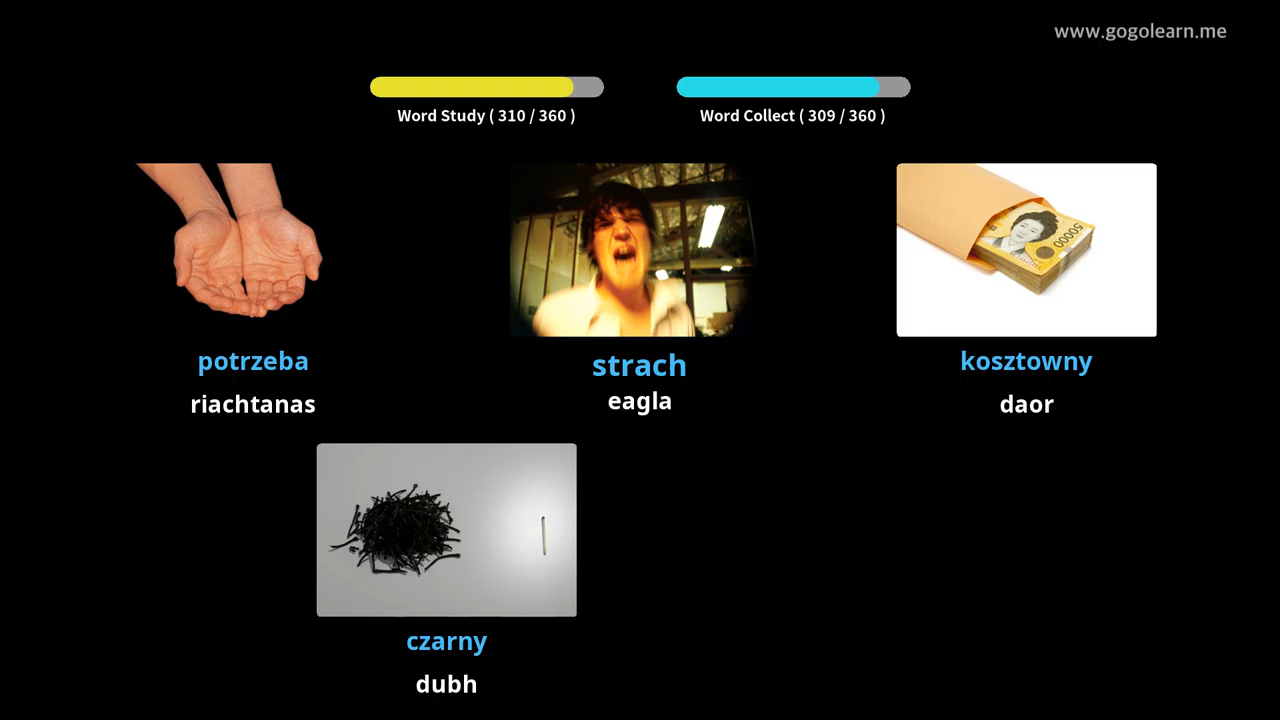 www.gogolearn.me
Word Study ( 310 / 360 )
Word Collect ( 309 / 360 )
50000
potrzeba
riachtanas
strach
eagla
kosztowny
daor
czarny
dubh